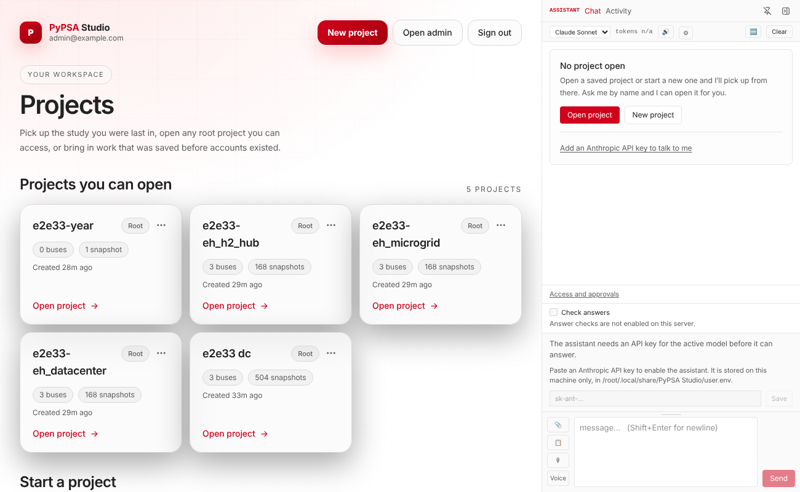 P
PyPSA Studio
admin@example.com
New project
Open admin
Sign out
YOUR WORKSPACE
Projects
Pick up the study you were last in, open any root project you can
access, or bring in work that was saved before accounts existed.
Projects you can open
5 PROJECTS
e2e33-year
Root
0 buses
1 snapshot
Created 28m ago
Open project →
e2e33-
eh_h2_hub
Root
3 buses
168 snapshots
Created 29m ago
Open project →
e2e33-
eh_microgrid
Root
3 buses
168 snapshots
Created 29m ago
Open project →
e2e33-
eh_datacenter
Root
3 buses
168 snapshots
Created 29m ago
Open project →
e2e33 dc
Root
3 buses
504 snapshots
Created 33m ago
Open project →
Start a project
ASSISTANT Chat Activity
Claude Sonnet
tokens n/a
Clear
No project open
Open a saved project or start a new one and I'll pick up from
there. Ask me by name and I can open it for you.
Open project
New project
Add an Anthropic API key to talk to me
Access and approvals
Check answers
Answer checks are not enabled on this server.
The assistant needs an API key for the active model before it can
answer.
Paste an Anthropic API key to enable the assistant. It is stored on this
machine only, in /root/.local/share/PyPSA Studio/user.env.
sk-ant-...
Save
message... (Shift+Enter for newline)
Voice
Send